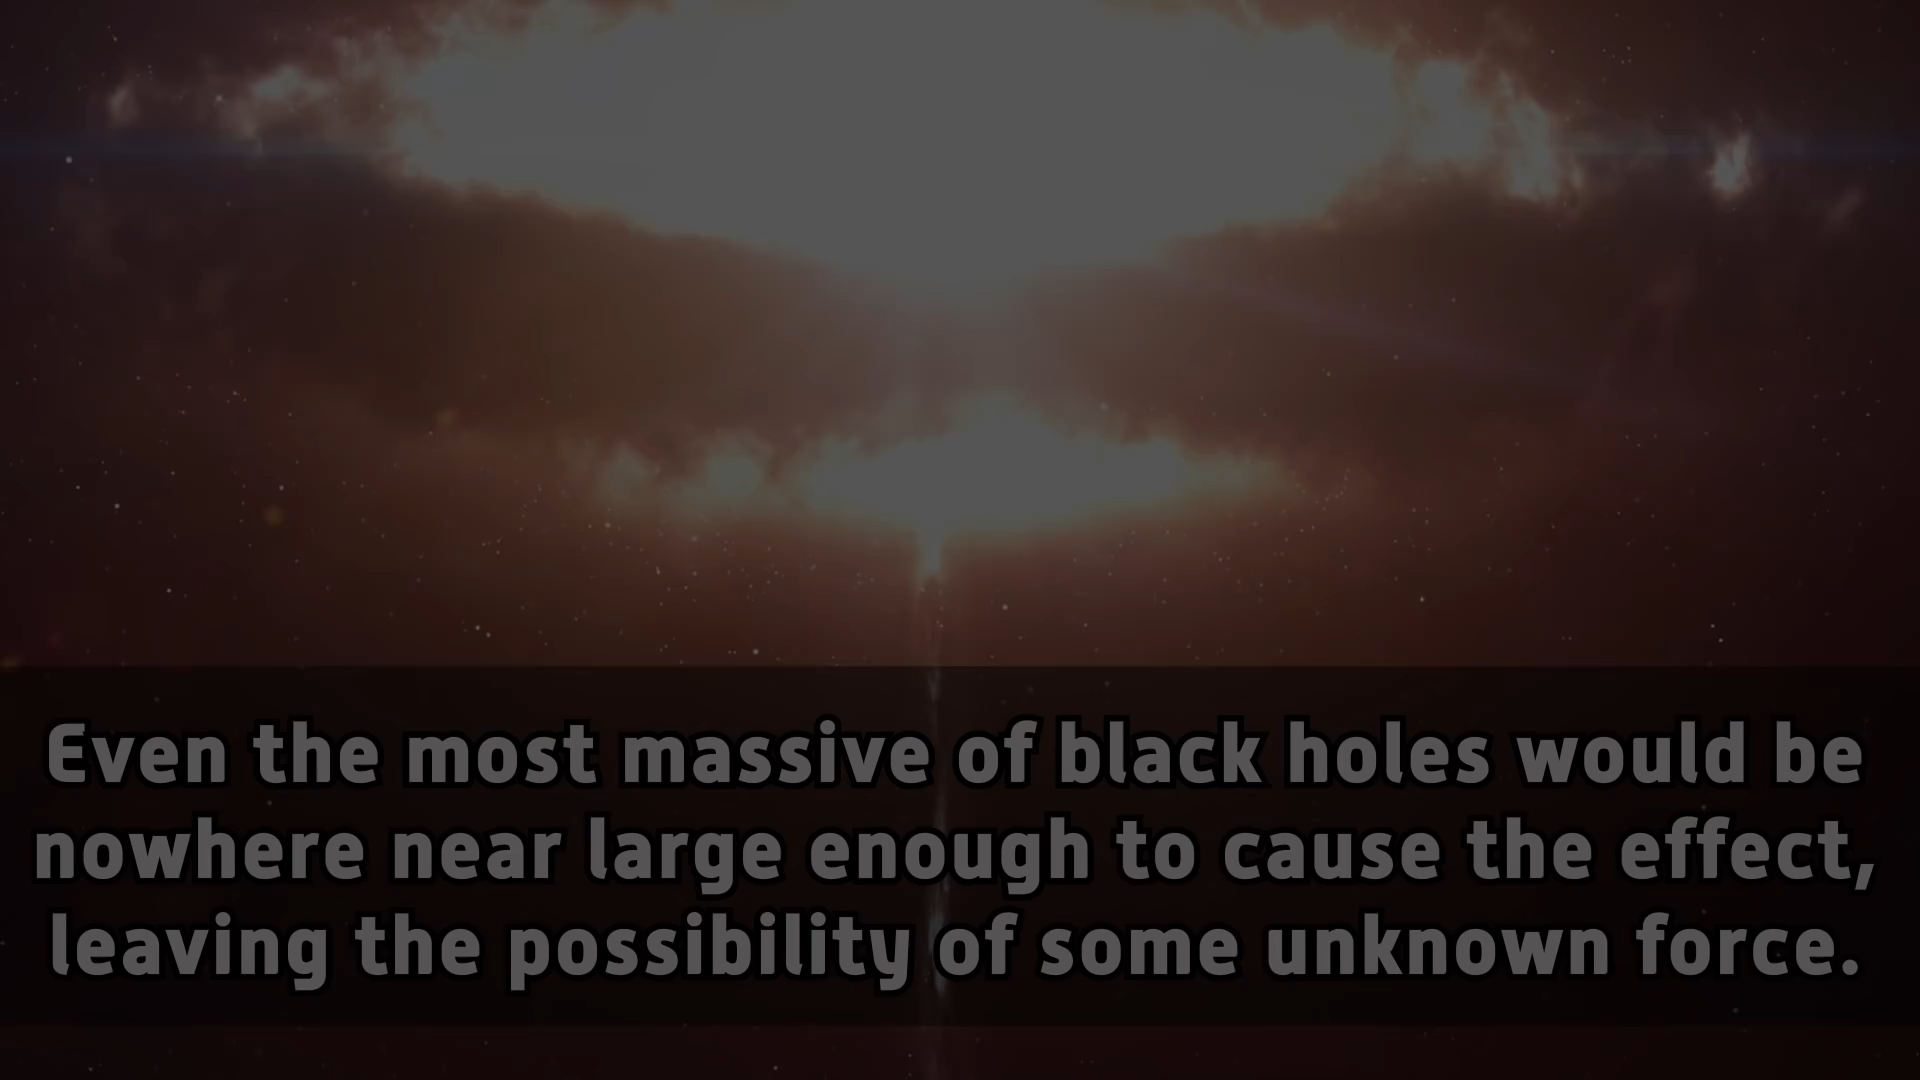 Even the most massive of black holes would be
nowhere near large enough to cause the effect,
leaving the possibility of some unknown force.